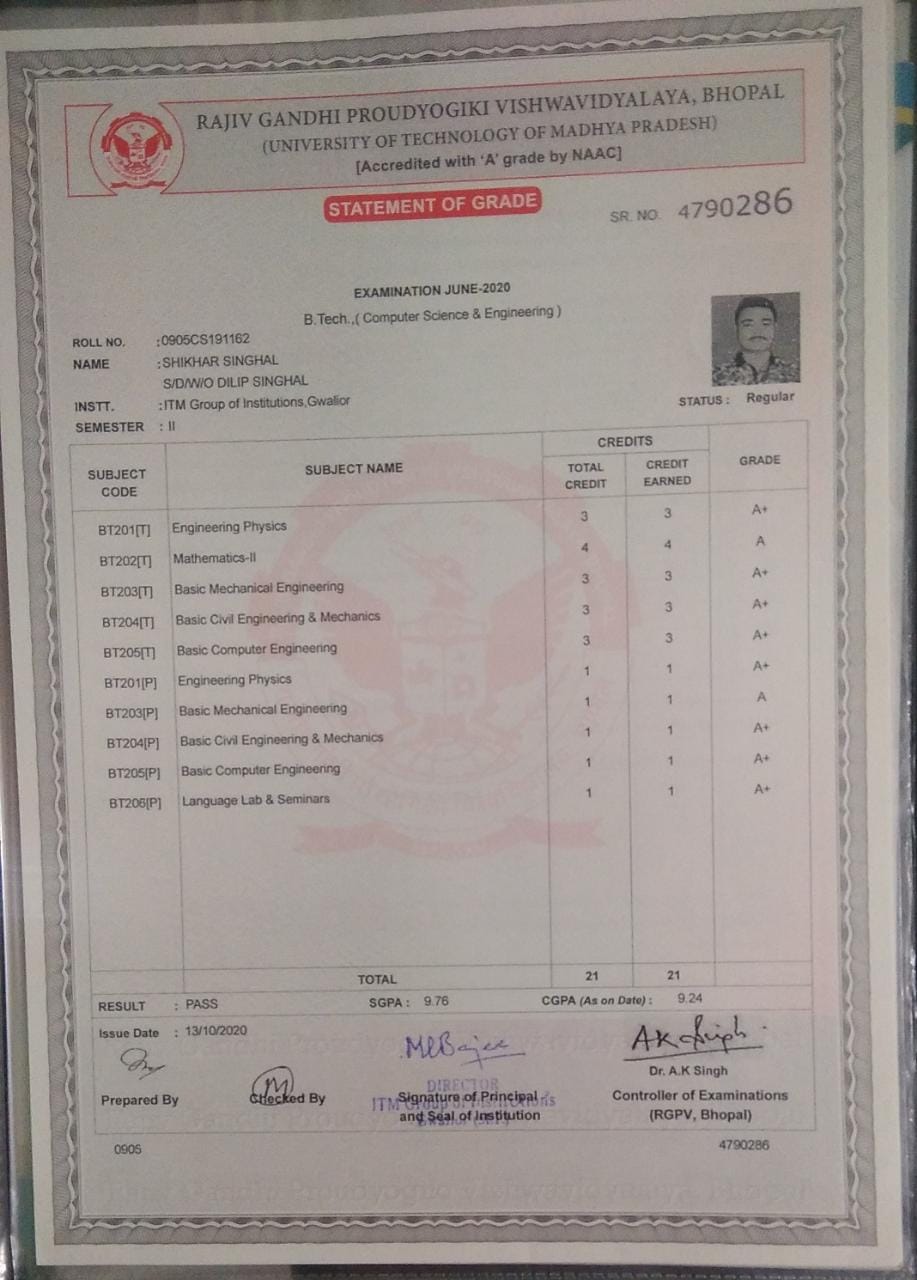 RAJIV GANDHI PROUDYOGIKI VISHWAVIDYALAYA, BHOPAL
(UNIVERSITY OF TECHNOLOGY OF MADHYA PRADESH)
[Accredited with 'A' grade by NAAC]
STATEMENT OF GRADE
SR. NO. 4790286
EXAMINATION JUNE-2020
B.Tech.,( Computer Science & Engineering )
ROLL NO. :0905CS191162
NAME :SHIKHAR SINGHAL
S/D/W/O DILIP SINGHAL
INSTT. :ITM Group of Institutions,Gwalior
STATUS : Regular
SEMESTER : II
SUBJECT CODE SUBJECT NAME CREDITS GRADE
TOTAL CREDIT CREDIT EARNED
BT201[T] Engineering Physics 3 3 A+
BT202[T] Mathematics-II 4 4 A
BT203[T] Basic Mechanical Engineering 3 3 A+
BT204[T] Basic Civil Engineering & Mechanics 3 3 A+
BT205[T] Basic Computer Engineering 3 3 A+
BT201[P] Engineering Physics 1 1 A+
BT203[P] Basic Mechanical Engineering 1 1 A
BT204[P] Basic Civil Engineering & Mechanics 1 1 A+
BT205[P] Basic Computer Engineering 1 1 A+
BT206[P] Language Lab & Seminars 1 1 A+
TOTAL 21 21
RESULT : PASS SGPA : 9.76 CGPA (As on Date) : 9.24
Issue Date : 13/10/2020
AK Singh
Dr. A.K Singh
DIRECTOR
ITM Group of Institutions
Prepared By Checked By Signature of Principal Controller of Examinations
and Seal of Institution (RGPV, Bhopal)
0905 4790286